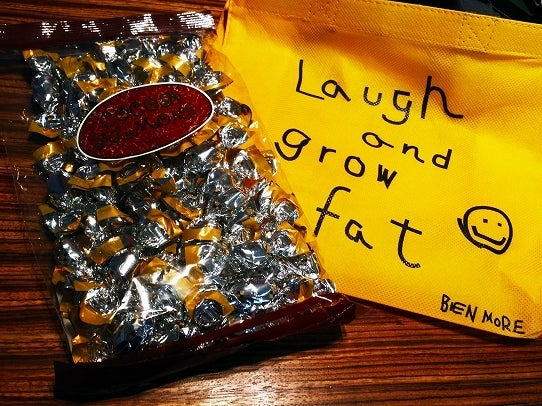 Laugh
and
grow
fat
BIEN MORE